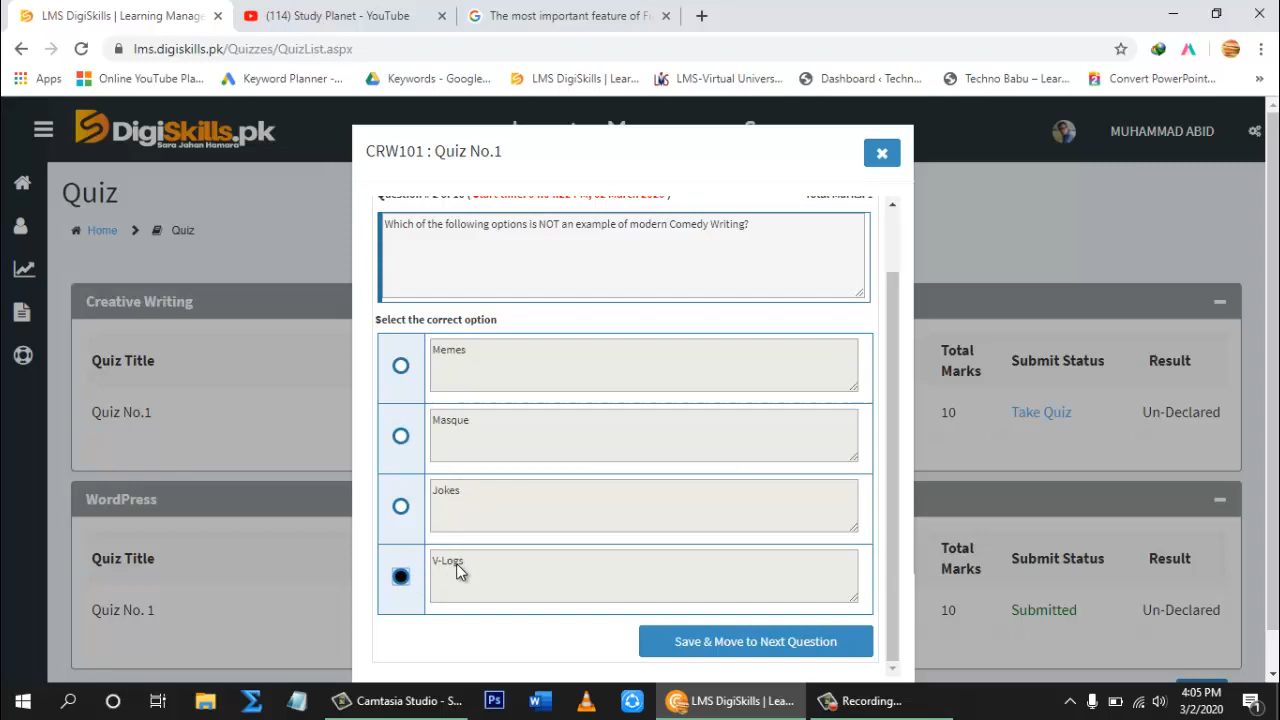 LMS DigiSkills | Learning Manage
(114) Study Planet - YouTube
The most important feature of F
lms.digiskills.pk/Quizzes/QuizList.aspx
Apps
Online YouTube Pla...
Keyword Planner -...
Keywords - Google...
LMS DigiSkills | Lear...
LMS-Virtual Univers...
Dashboard ‹ Techn...
Techno Babu – Lear...
Convert PowerPoint...
»
DigiSkills.pk
Sara Jahan Hamara
MUHAMMAD ABID
CRW101 : Quiz No.1
Quiz
Home
Quiz
Which of the following options is NOT an example of modern Comedy Writing?
Select the correct option
Memes
Masque
Jokes
V-Logs
Save & Move to Next Question
Creative Writing
Quiz Title
Total Marks
Submit Status
Result
Quiz No.1
10
Take Quiz
Un-Declared
WordPress
Quiz Title
Total Marks
Submit Status
Result
Quiz No. 1
10
Submitted
Un-Declared
Camtasia Studio - S...
LMS DigiSkills | Lea...
Recording...
4:05 PM
3/2/2020